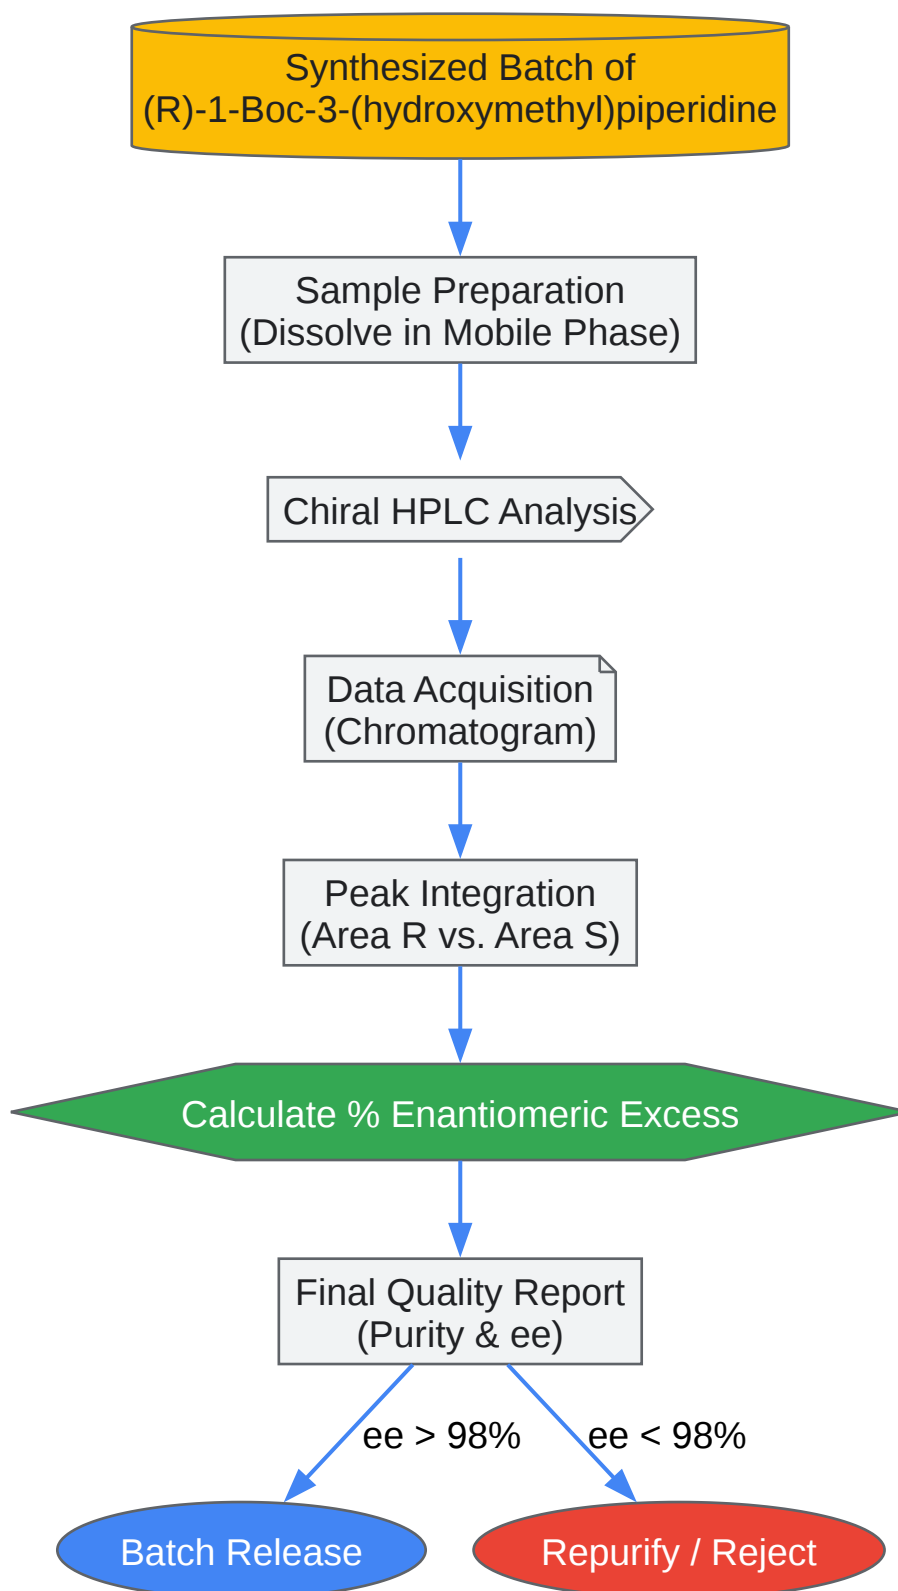 Synthesized Batch of
(R)-1-Boc-3-(hydroxymethyl)piperidine
Sample Preparation
(Dissolve in Mobile Phase)
Chiral HPLC Analysis
Data Acquisition
(Chromatogram)
Peak Integration
(Area R vs. Area S)
Calculate % Enantiomeric Excess
Final Quality Report
(Purity & ee)
ee > 98%
ee < 98%
Batch Release
Repurify / Reject